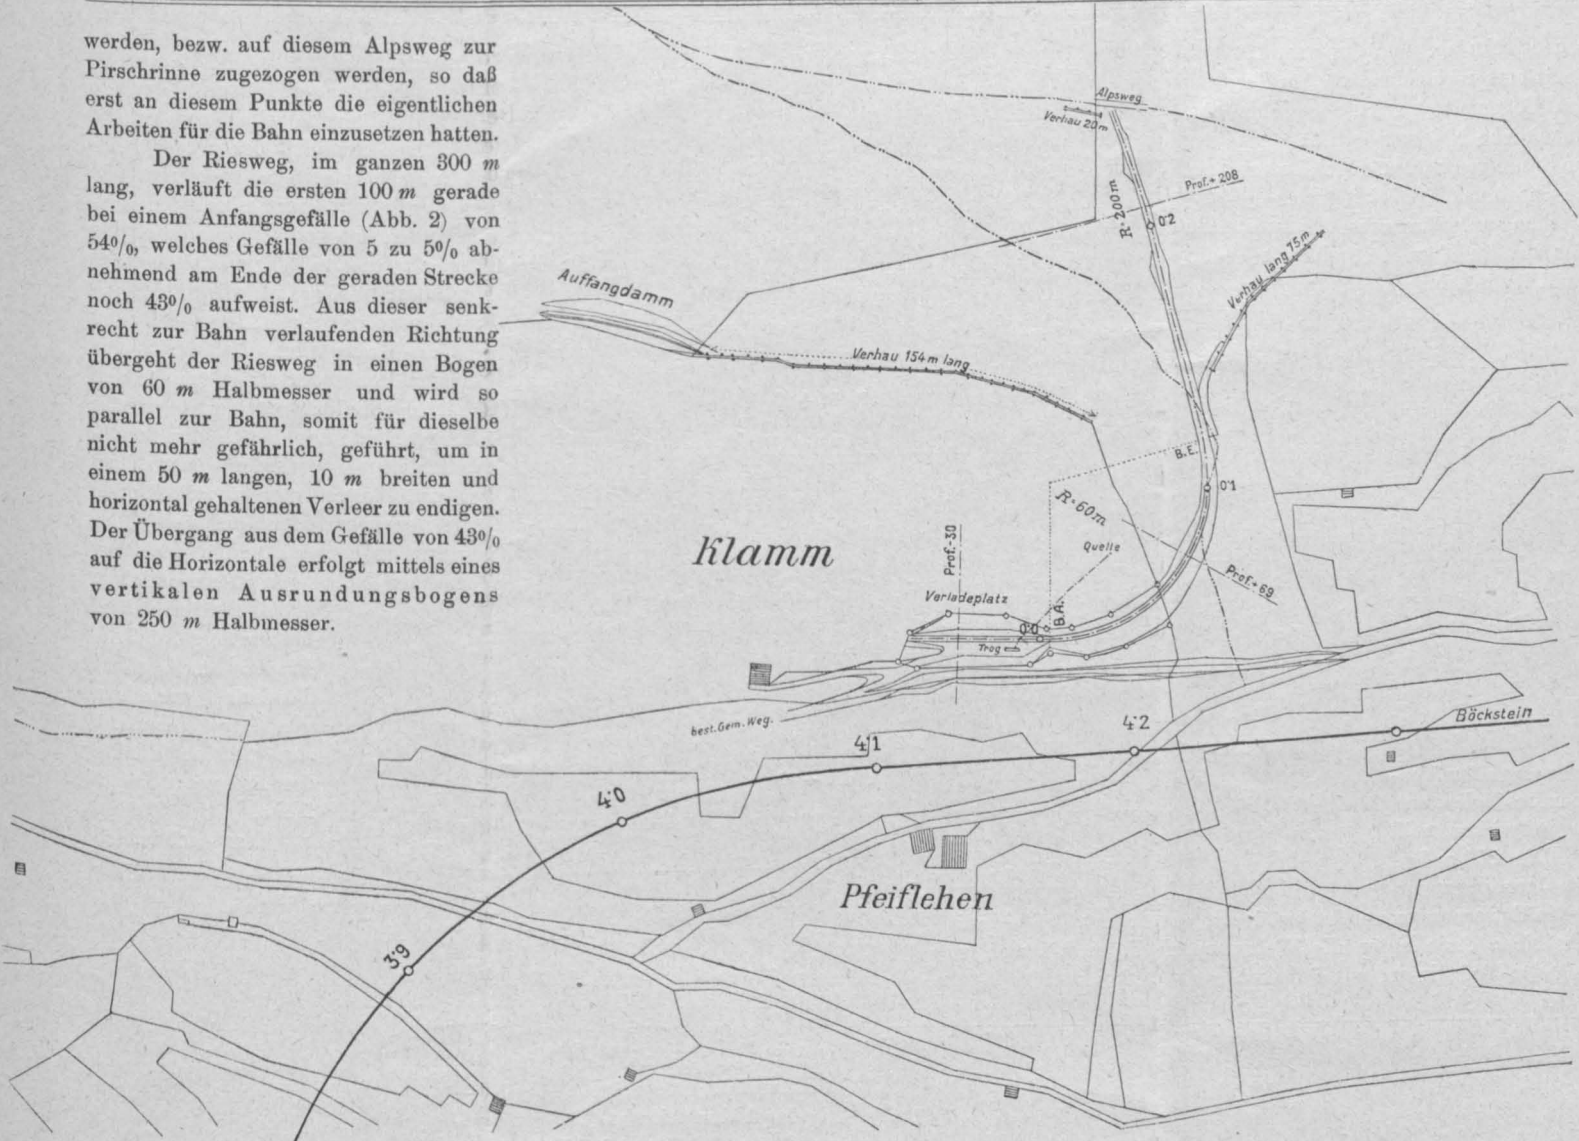 werden, bezw. auf diesem Alpsweg zur
Pirschrinne zugezogen werden, so daß
erst an diesem Punkte die eigentlichen
Arbeiten für die Bahn einzusetzen hatten.
Der Riesweg, im ganzen 300 m
lang, verläuft die ersten 100 m gerade
bei einem Anfangsgefälle (Abb. 2) von
54%, welches Gefälle von 5 zu 5% ab-
nehmend am Ende der geraden Strecke
noch 43% aufweist. Aus dieser senk-
recht zur Bahn verlaufenden Richtung
übergeht der Riesweg in einen Bogen
von 60 m Halbmesser und wird so
parallel zur Bahn, somit für dieselbe
nicht mehr gefährlich, geführt, um in
einem 50 m langen, 10 m breiten und
horizontal gehaltenen Verleer zu endigen.
Der Übergang aus dem Gefälle von 43%
auf die Horizontale erfolgt mittels eines
vertikalen Ausrundungsbogens
von 250 m Halbmesser.
Alpsweg
Verhau 20m
Prof.+208
R·200m
0·2
Verhau lang 75m
Auffangdamm
Verhau 154m lang
B.E.
0·1
R·60m
Quelle
Prof.-30
Klamm
Prof.+69
Verladeplatz
B.A.
0·0
Trog
best. Gem. Weg.
Böckstein
4·2
4·1
4·0
Pfeiflehen
3·9